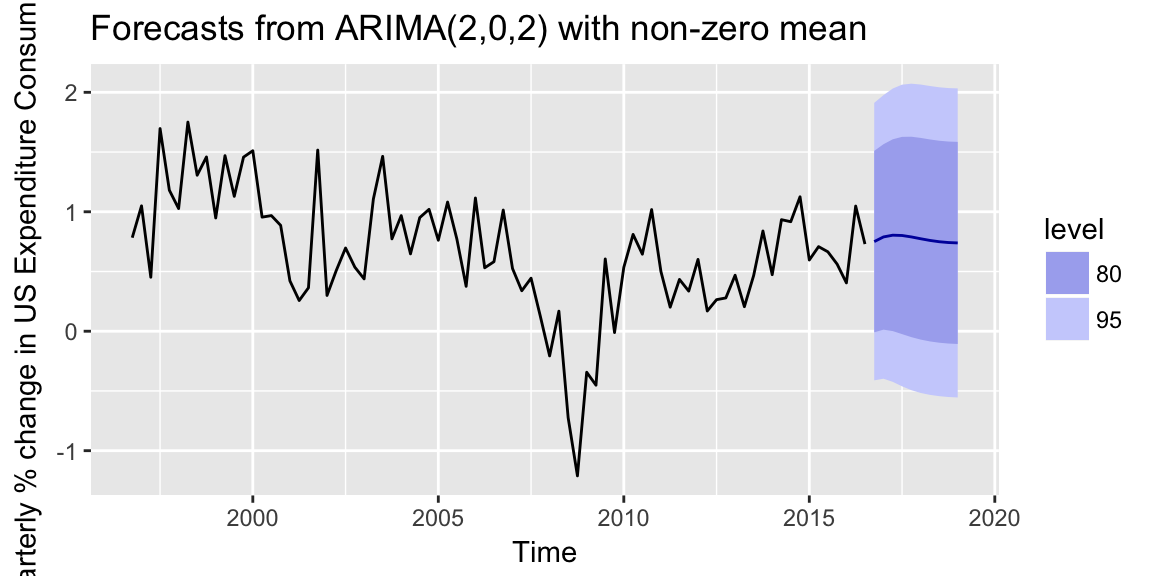 Forecasts from ARIMA(2,0,2) with non-zero mean
arterly % change in US Expenditure Consum
2
1
0
-1
2000
2005
2010
2015
2020
Time
level
80
95